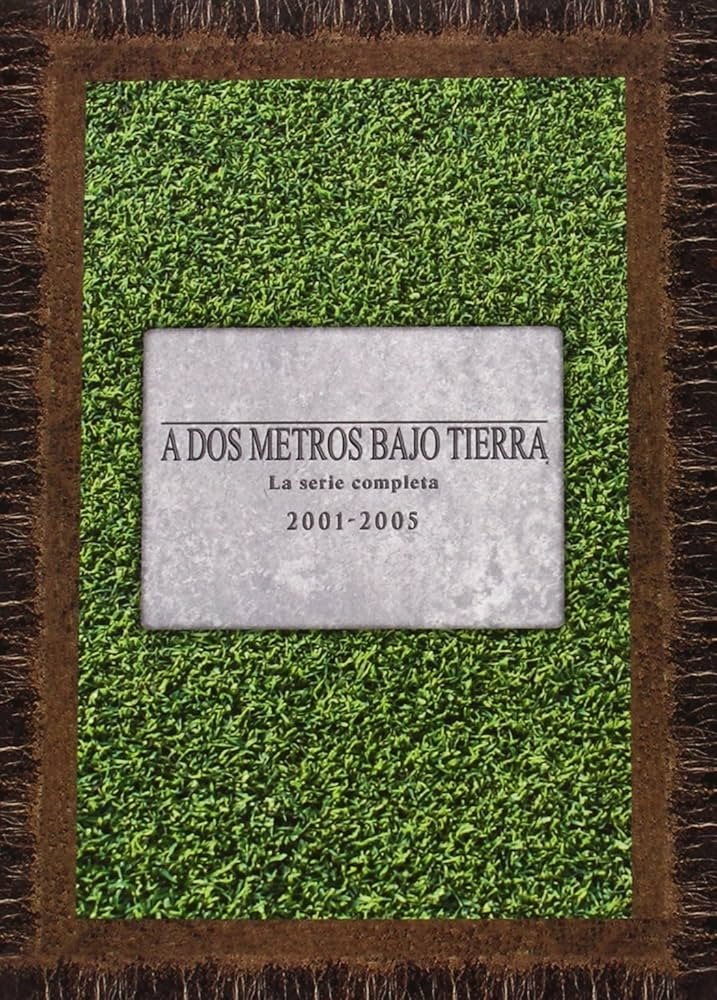 A DOS METROS BAJO TIERRA
La serie completa
2001-2005